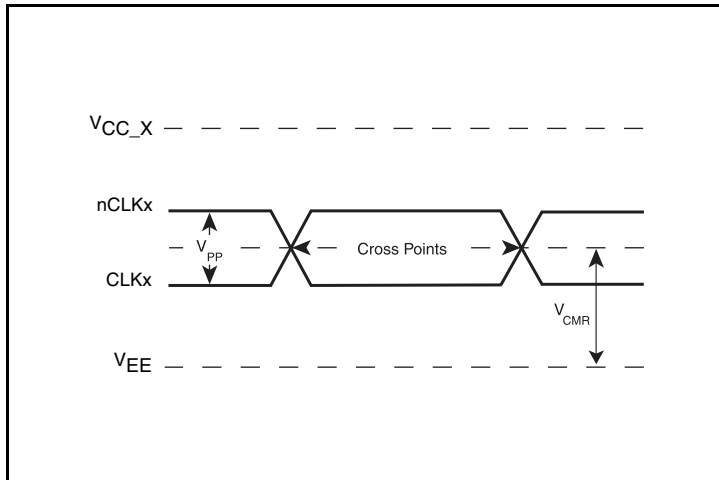 VCC_X
nCLKx
VPP
Cross Points
CLKx
VCMR
VEE